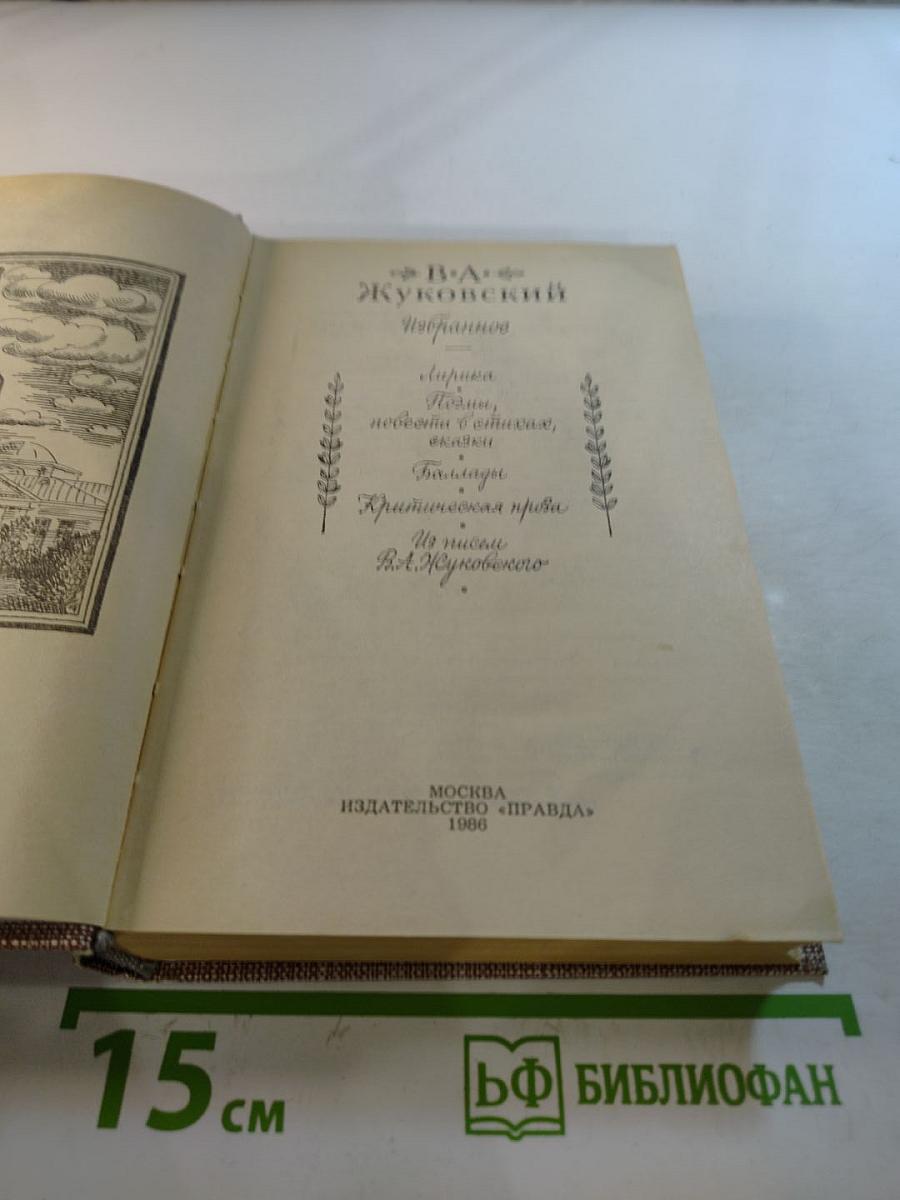 В·А·
Жуковский
Избранное
Лирика
Поэмы,
повести в стихах,
сказки
Баллады
Критическая проза
Из писем
В.А.Жуковского
МОСКВА
ИЗДАТЕЛЬСТВО «ПРАВДА»
1986
15 см
БФ БИБЛИОФАН